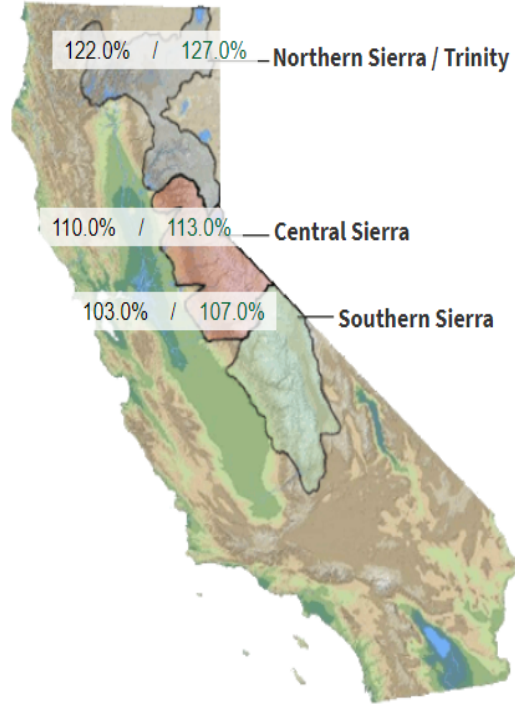 122.0% / 127.0% Northern Sierra / Trinity
110.0% / 113.0% Central Sierra
103.0% / 107.0% Southern Sierra